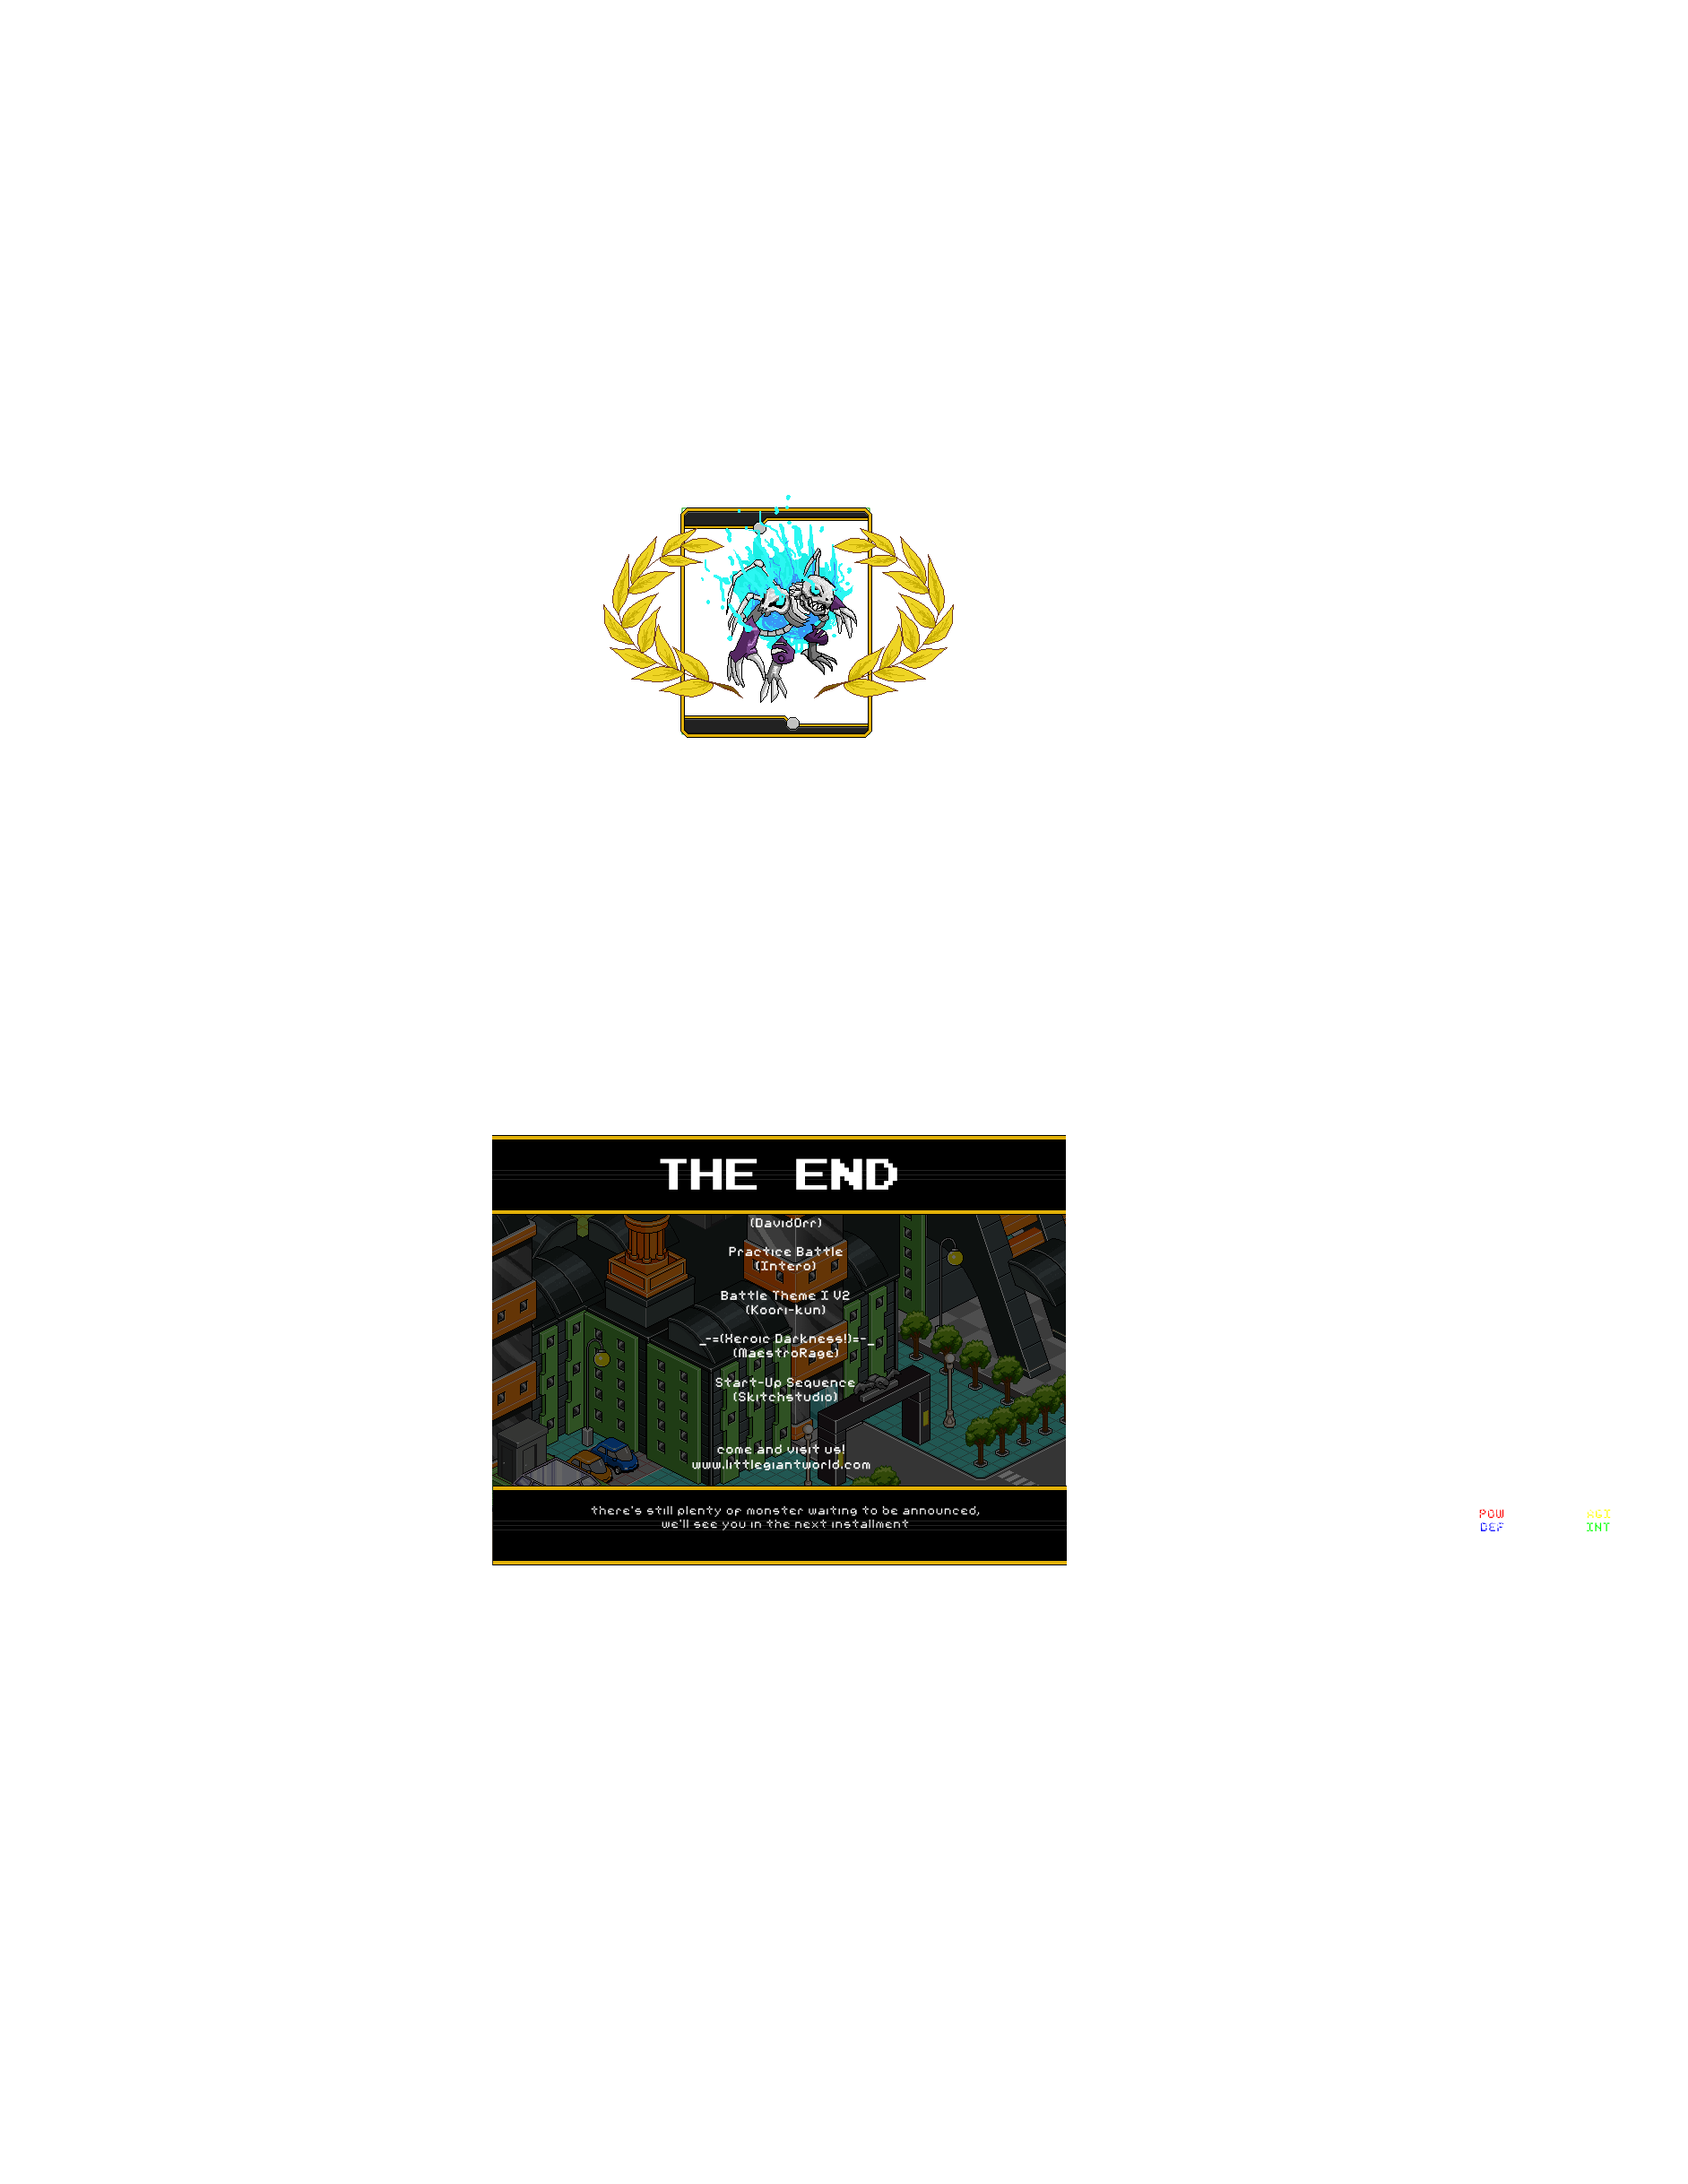 THE END
(DavidOrr)
Practice Battle
(Intero)
Battle Theme I V2
(Koori-kun)
_-=(Heroic Darkness!)=-_
(MaestroRage)
Start-Up Sequence
(Skitchstudio)
come and visit us!
www.littlegiantworld.com
there's still plenty of monster waiting to be announced,
we'll see you in the next installment
POW AGI
DEF INT